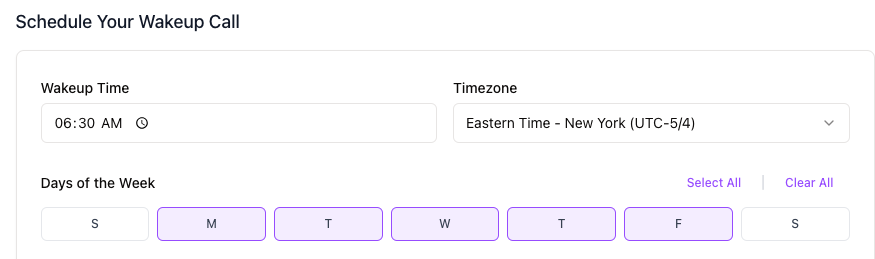 Schedule Your Wakeup Call
Wakeup Time Timezone
06:30 AM Eastern Time - New York (UTC-5/4)
Days of the Week Select All | Clear All
S M T W T F S